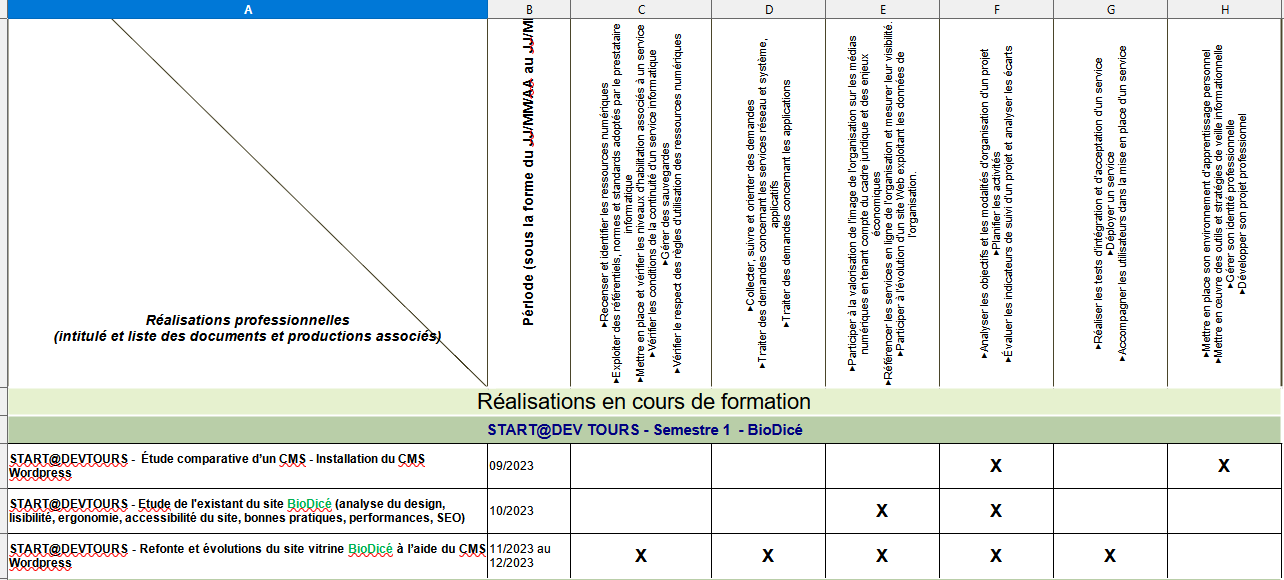 A B C D E F G H
Réalisations professionnelles
(intitulé et liste des documents et productions associés)
Période (sous la forme du JJ/MM/AA au JJ/M
▸Recenser et identifier les ressources numériques
▸Exploiter des référentiels, normes et standards adoptés par le prestataire
informatique
▸Mettre en place et vérifier les niveaux d'habilitation associés à un service
▸Vérifier les conditions de la continuité d'un service informatique
▸Gérer des sauvegardes
▸Vérifier le respect des règles d'utilisation des ressources numériques
▸Collecter, suivre et orienter des demandes
▸Traiter des demandes concernant les services réseau et système,
applicatifs
▸Traiter des demandes concernant les applications
▸Participer à la valorisation de l'image de l'organisation sur les médias
numériques en tenant compte du cadre juridique et des enjeux
économiques
▸Référencer les services en ligne de l'organisation et mesurer leur visibilité.
▸Participer à l'évolution d'un site Web exploitant les données de
l'organisation.
▸Analyser les objectifs et les modalités d'organisation d'un projet
▸Planifier les activités
▸Évaluer les indicateurs de suivi d'un projet et analyser les écarts
▸Réaliser les tests d'intégration et d'acceptation d'un service
▸Déployer un service
▸Accompagner les utilisateurs dans la mise en place d'un service
▸Mettre en place son environnement d'apprentissage personnel
▸Mettre en œuvre des outils et stratégies de veille informationnelle
▸Gérer son identité professionnelle
▸Développer son projet professionnel
Réalisations en cours de formation
START@DEV TOURS - Semestre 1 - BioDicé
START@DEVTOURS - Étude comparative d'un CMS - Installation du CMS
Wordpress
09/2023
X X
START@DEVTOURS - Etude de l'existant du site BioDicé (analyse du design,
lisibilité, ergonomie, accessibilité du site, bonnes pratiques, performances, SEO)
10/2023
X X
START@DEVTOURS - Refonte et évolutions du site vitrine BioDicé à l'aide du CMS
Wordpress
11/2023 au
12/2023
X X X X X